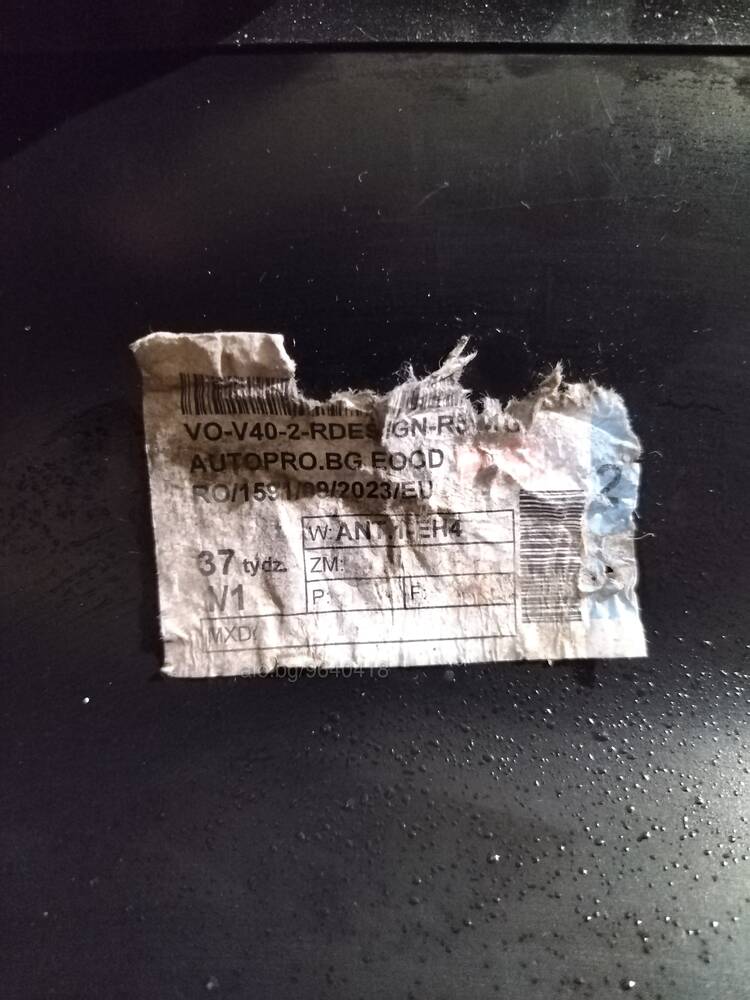 VO-V40-2-RDESIGN-
AUTOPRO.BG EOOD
RO/1591/09/2023/EU
W:
ZM:
P: F:
37 tydz.
W1
MXD:
2
alo.bg/9640418